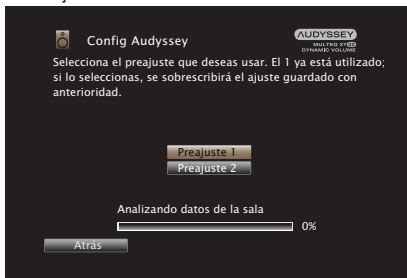 Config Audyssey
AUDYSSEY
MULTEQ XT32
DYNAMIC VOLUME
Selecciona el preajuste que deseas usar. El 1 ya está utilizado;
si lo seleccionas, se sobrescribirá el ajuste guardado con
anterioridad.
Preajuste 1
Preajuste 2
Analizando datos de la sala
0%
Atrás